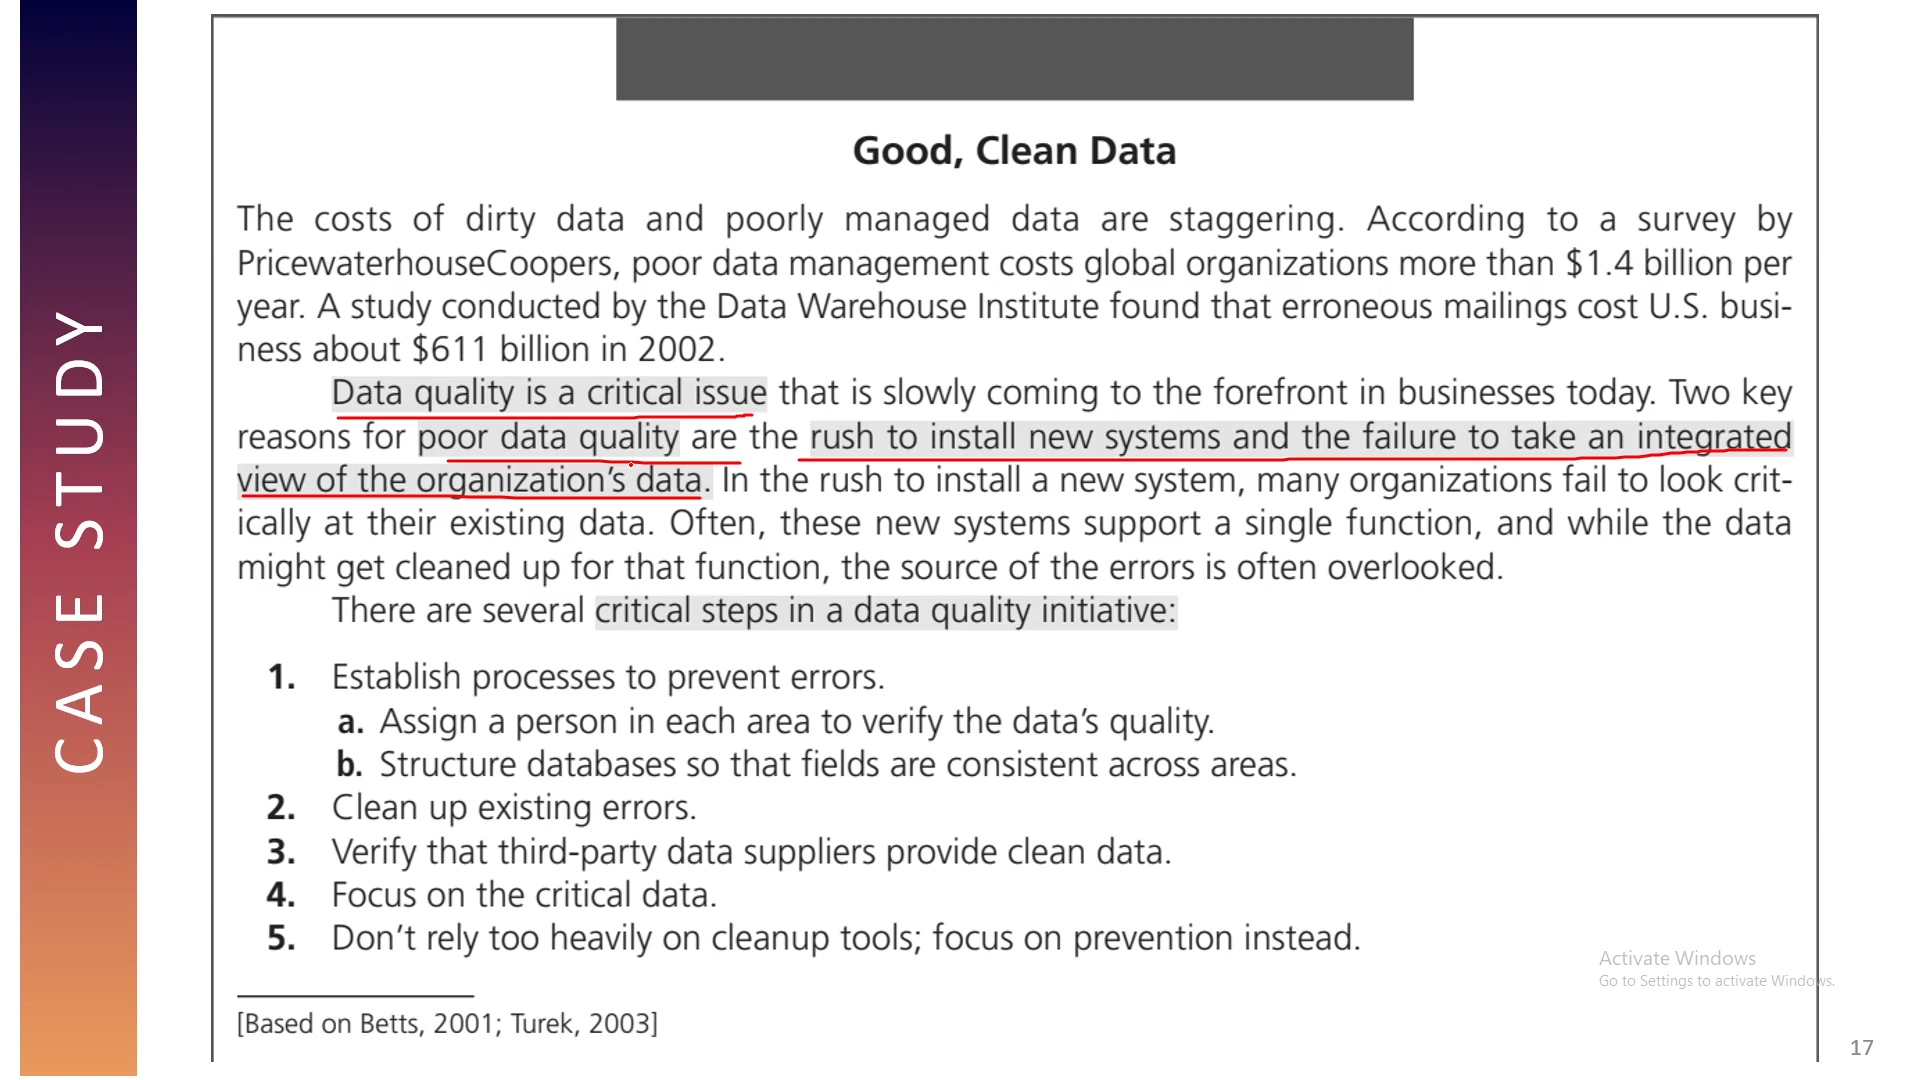 CASE STUDY
Good, Clean Data
The costs of dirty data and poorly managed data are staggering. According to a survey by
PricewaterhouseCoopers, poor data management costs global organizations more than $1.4 billion per
year. A study conducted by the Data Warehouse Institute found that erroneous mailings cost U.S. busi-
ness about $611 billion in 2002.
Data quality is a critical issue that is slowly coming to the forefront in businesses today. Two key
reasons for poor data quality are the rush to install new systems and the failure to take an integrated
view of the organization's data. In the rush to install a new system, many organizations fail to look crit-
ically at their existing data. Often, these new systems support a single function, and while the data
might get cleaned up for that function, the source of the errors is often overlooked.
There are several critical steps in a data quality initiative:
1. Establish processes to prevent errors.
a. Assign a person in each area to verify the data's quality.
b. Structure databases so that fields are consistent across areas.
2. Clean up existing errors.
3. Verify that third-party data suppliers provide clean data.
4. Focus on the critical data.
5. Don't rely too heavily on cleanup tools; focus on prevention instead.
[Based on Betts, 2001; Turek, 2003]
Activate Windows
Go to Settings to activate Windows.
17